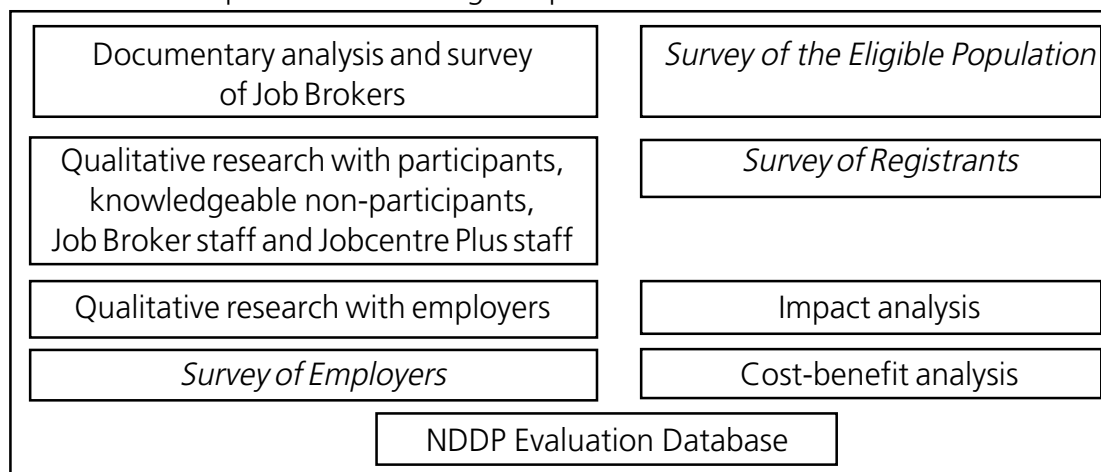 Documentary analysis and survey
of Job Brokers
Survey of the Eligible Population
Qualitative research with participants,
knowledgeable non-participants,
Job Broker staff and Jobcentre Plus staff
Survey of Registrants
Qualitative research with employers
Impact analysis
Survey of Employers
Cost-benefit analysis
NDDP Evaluation Database